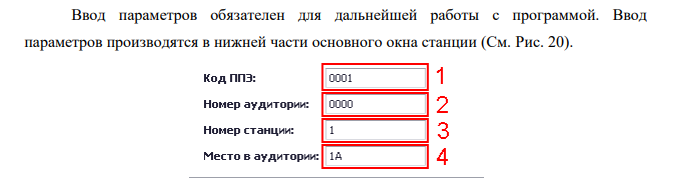 Ввод параметров обязателен для дальнейшей работы с программой. Ввод
параметров производятся в нижней части основного окна станции (См. Рис. 20).
Код ППЭ: 0001 1
Номер аудитории: 0000 2
Номер станции: 1 3
Место в аудитории: 1А 4